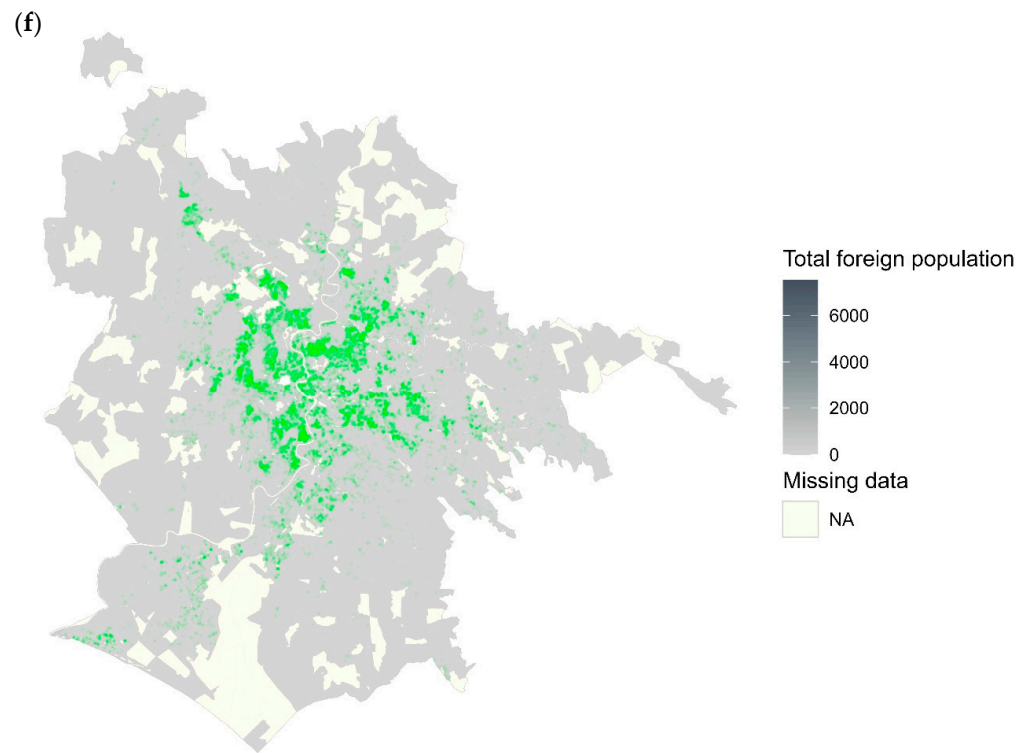 (f)
Total foreign population
6000
4000
2000
0
Missing data
NA